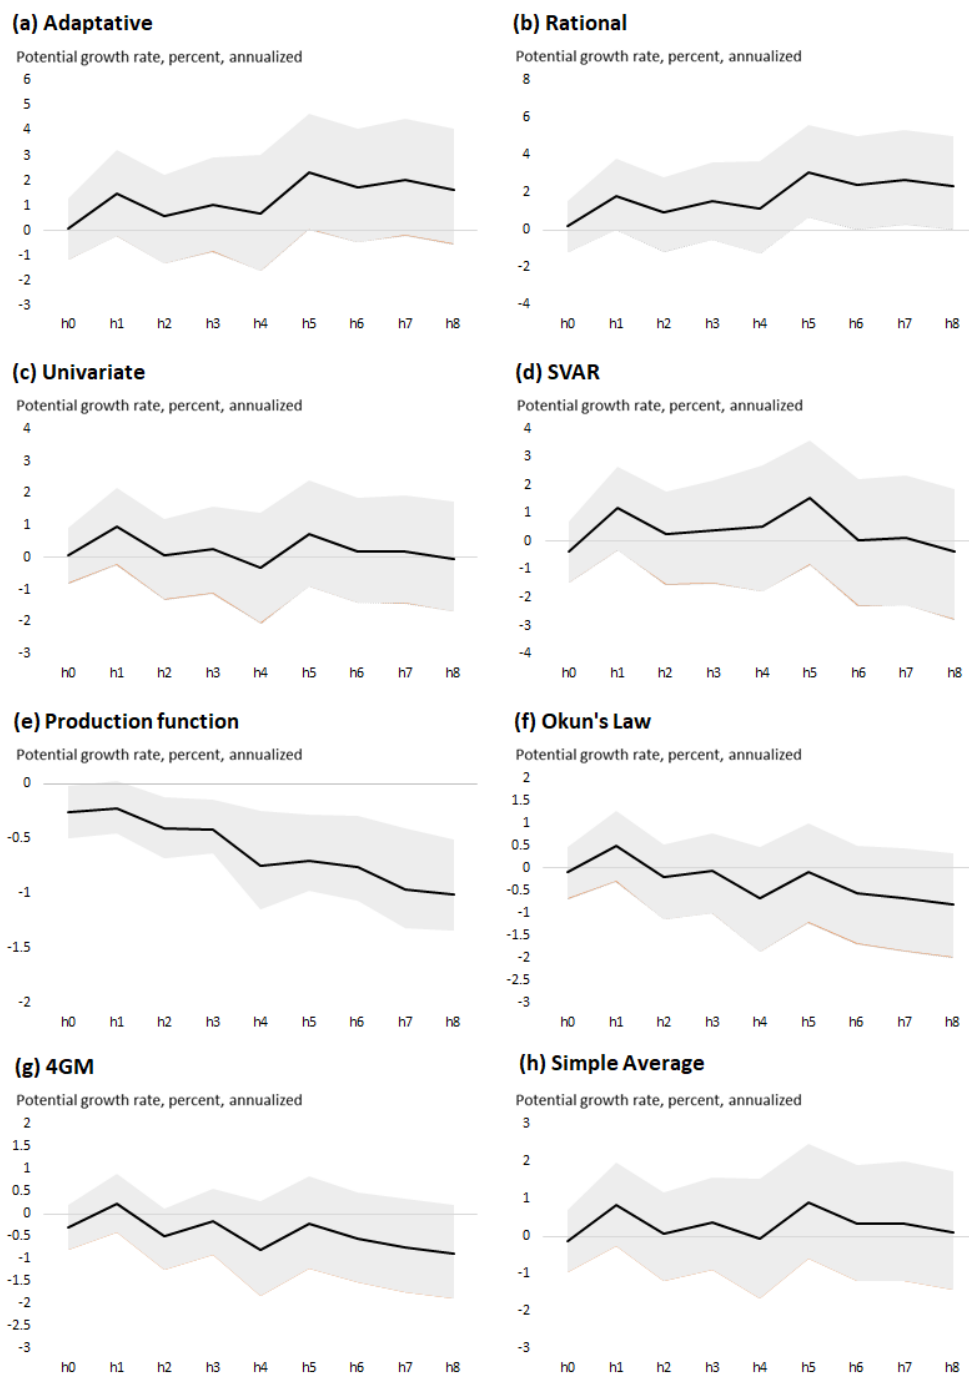 (a) Adaptative
Potential growth rate, percent, annualized
6
5
4
3
2
1
0
-1
-2
-3
h0 h1 h2 h3 h4 h5 h6 h7 h8
(b) Rational
Potential growth rate, percent, annualized
8
6
4
2
0
-2
-4
h0 h1 h2 h3 h4 h5 h6 h7 h8
(c) Univariate
Potential growth rate, percent, annualized
4
3
2
1
0
-1
-2
-3
h0 h1 h2 h3 h4 h5 h6 h7 h8
(d) SVAR
Potential growth rate, percent, annualized
4
3
2
1
0
-1
-2
-3
-4
h0 h1 h2 h3 h4 h5 h6 h7 h8
(e) Production function
Potential growth rate, percent, annualized
0
-0.5
-1
-1.5
-2
h0 h1 h2 h3 h4 h5 h6 h7 h8
(f) Okun's Law
Potential growth rate, percent, annualized
2
1.5
1
0.5
0
-0.5
-1
-1.5
-2
-2.5
-3
h0 h1 h2 h3 h4 h5 h6 h7 h8
(g) 4GM
Potential growth rate, percent, annualized
2
1.5
1
0.5
0
-0.5
-1
-1.5
-2
-2.5
-3
h0 h1 h2 h3 h4 h5 h6 h7 h8
(h) Simple Average
Potential growth rate, percent, annualized
3
2
1
0
-1
-2
-3
h0 h1 h2 h3 h4 h5 h6 h7 h8